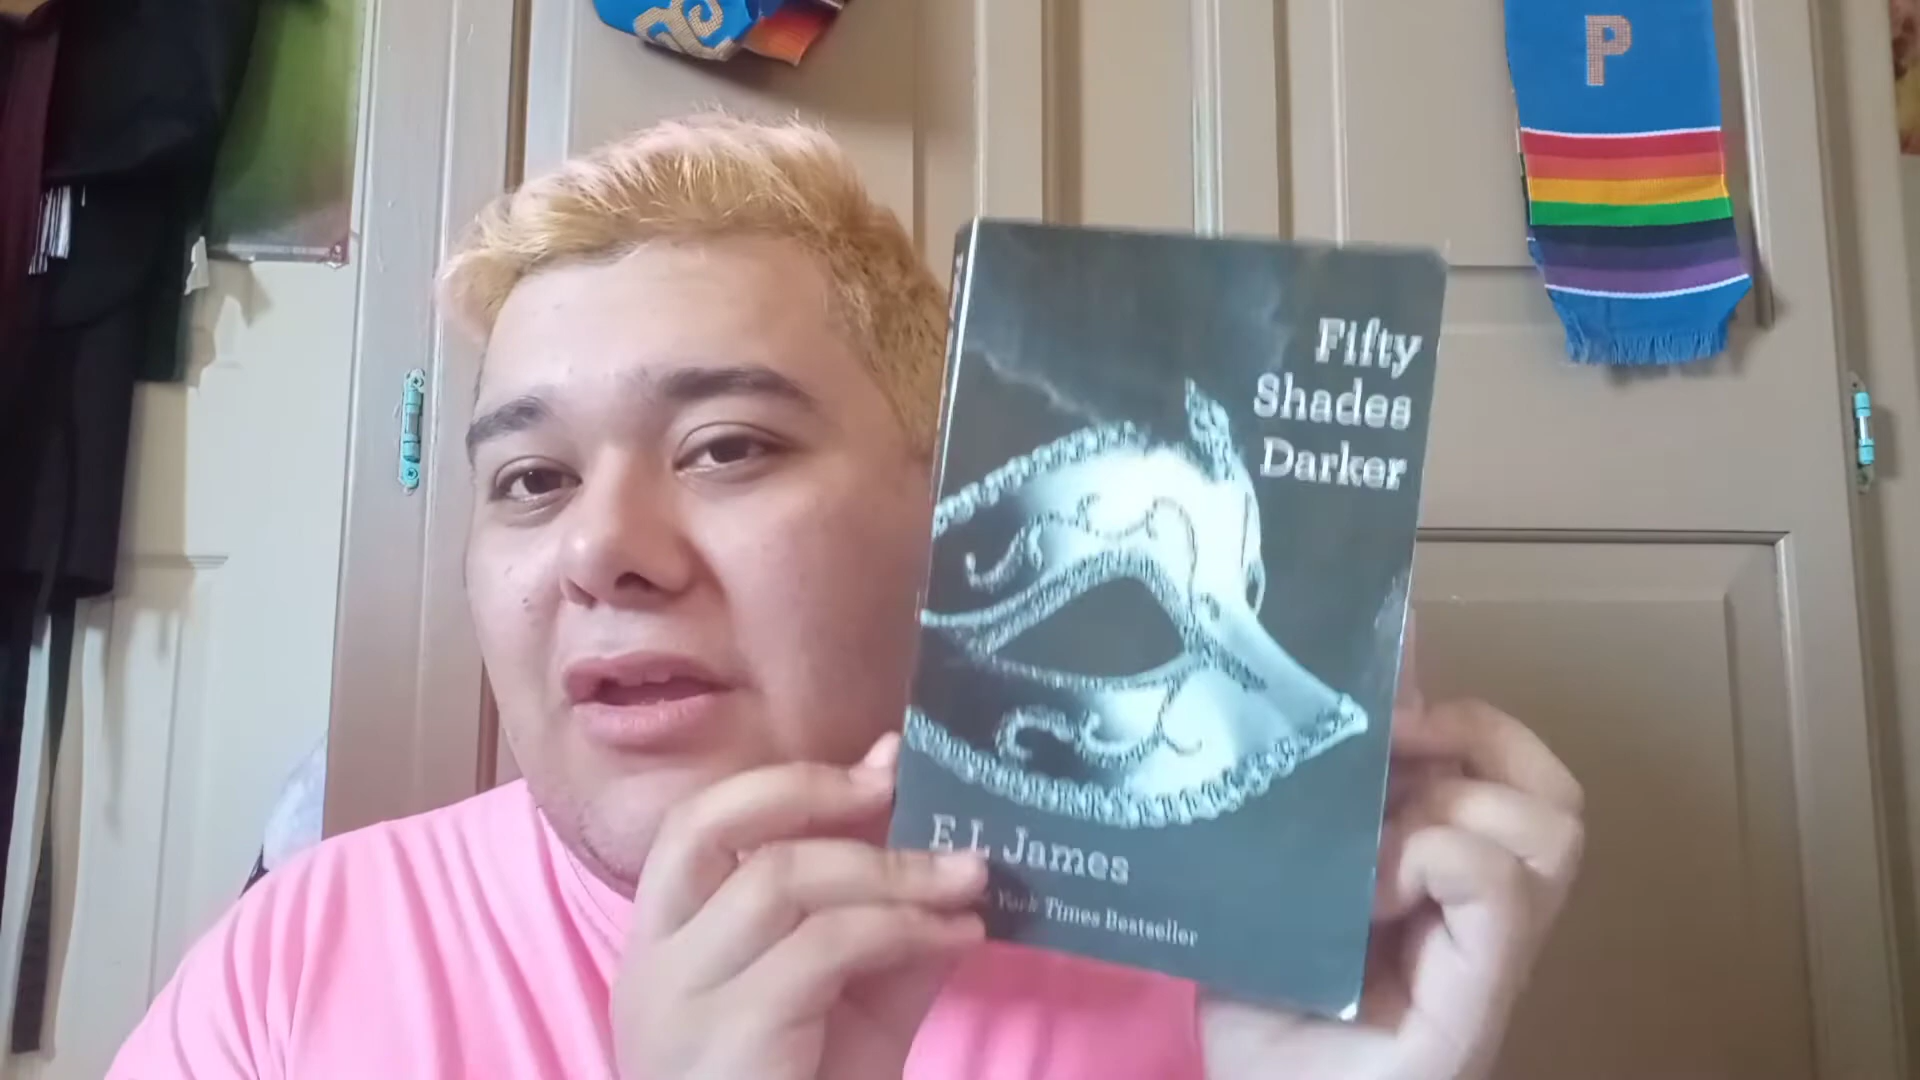 P
Fifty
Shades
Darker
E L James
York Times Bestseller